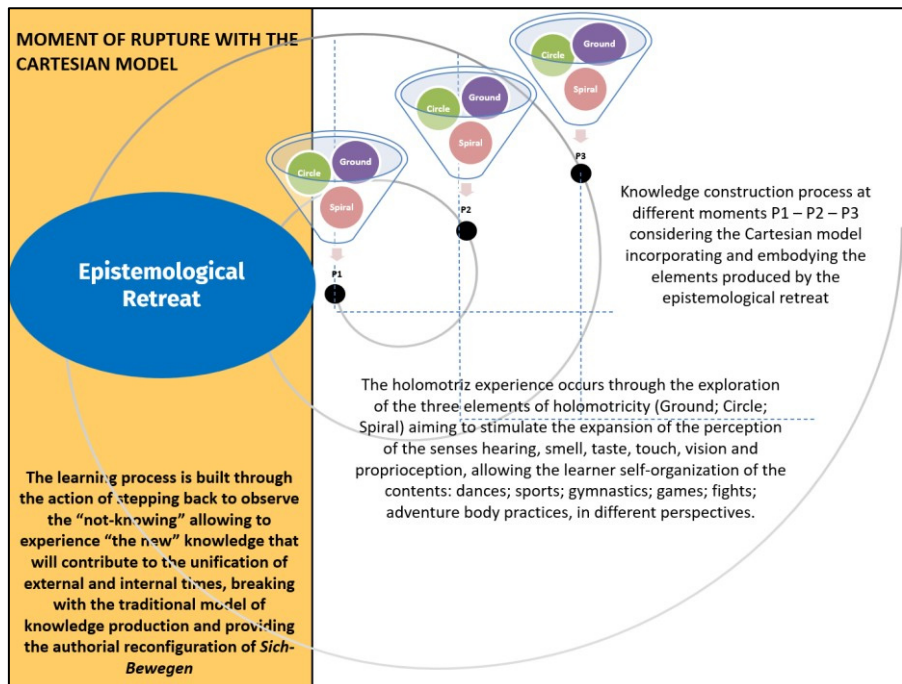 MOMENT OF RUPTURE WITH THE
CARTESIAN MODEL
Circle
Ground
Spiral
P1
Circle
Ground
Spiral
P2
Circle
Ground
Spiral
P3
Epistemological
Retreat
Knowledge construction process at
different moments P1 – P2 – P3
considering the Cartesian model
incorporating and embodying the
elements produced by the
epistemological retreat
The holomotriz experience occurs through the exploration
of the three elements of holomotricity (Ground; Circle;
Spiral) aiming to stimulate the expansion of the perception
of the senses hearing, smell, taste, touch, vision and
proprioception, allowing the learner self-organization of the
contents: dances; sports; gymnastics; games; fights;
adventure body practices, in different perspectives.
The learning process is built through
the action of stepping back to observe
the “not-knowing” allowing to
experience “the new” knowledge that
will contribute to the unification of
external and internal times, breaking
with the traditional model of
knowledge production and providing
the authorial reconfiguration of Sich-
Bewegen